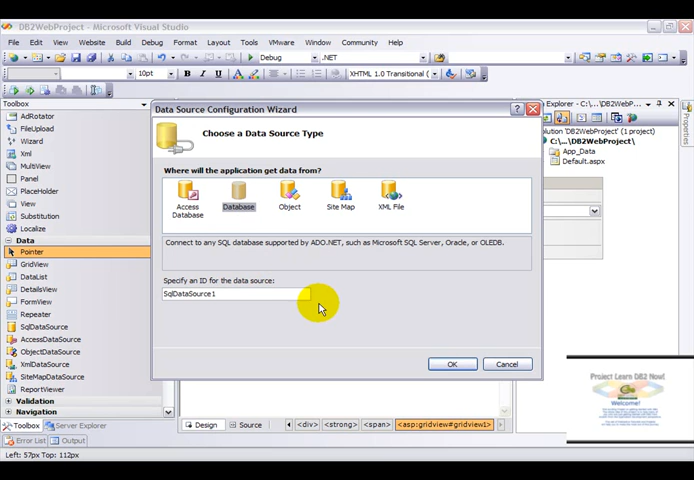 DB2WebProject - Microsoft Visual Studio
File Edit View Website Build Debug Format Layout Tools VMware Window Community Help
Debug .NET
10pt B I U A XHTML 1.0 Transitional (
Toolbox
AdRotator
FileUpload
Wizard
Xml
MultiView
Panel
PlaceHolder
View
Substitution
Localize
Data
Pointer
GridView
DataList
DetailsView
FormView
Repeater
SqlDataSource
AccessDataSource
ObjectDataSource
XmlDataSource
SiteMapDataSource
ReportViewer
Validation
Navigation
Toolbox Server Explorer
Error List Output
Left: 57px Top: 112px
Data Source Configuration Wizard
Choose a Data Source Type
Where will the application get data from?
Access Database
Database
Object
Site Map
XML File
Connect to any SQL database supported by ADO.NET, such as Microsoft SQL Server, Oracle, or OLEDB.
Specify an ID for the data source:
SqlDataSource1
OK Cancel
Design Source <div> <strong> <span> <asp:gridview#gridview1>
Explorer - C:\...\DB2WebP...
olution 'DB2WebProject' (1 project)
C:\...\DB2WebProject\
App_Data
Default.aspx
Properties
Project Learn DB2 Now!
Welcome!